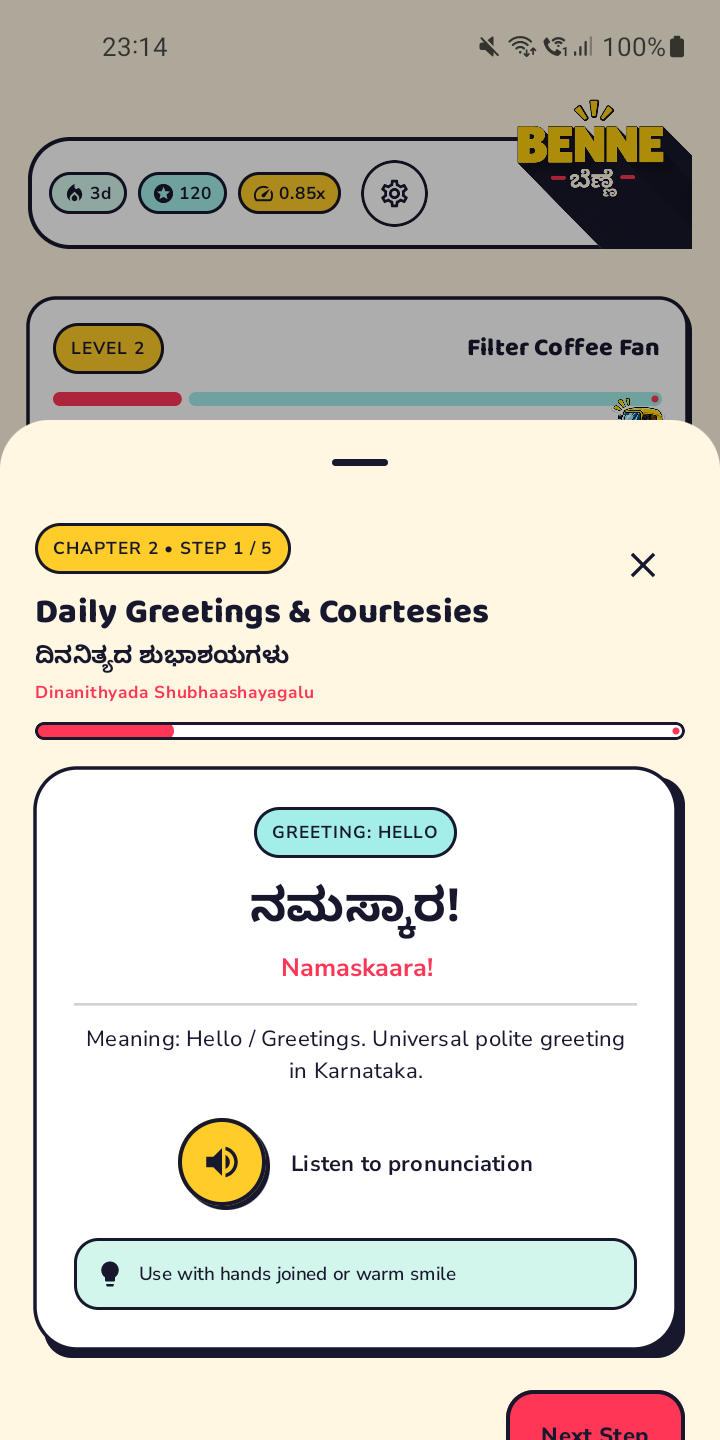 23:14
1
100%
BENNE
ಬೆಣ್ಣೆ
3d
120
0.85x
LEVEL 2
Filter Coffee Fan
CHAPTER 2 • STEP 1 / 5
Daily Greetings & Courtesies
ದಿನನಿತ್ಯದ ಶುಭಾಶಯಗಳು
Dinanithyada Shubhaashayagalu
GREETING: HELLO
ನಮಸ್ಕಾರ!
Namaskaara!
Meaning: Hello / Greetings. Universal polite greeting
in Karnataka.
Listen to pronunciation
Use with hands joined or warm smile
Next Step